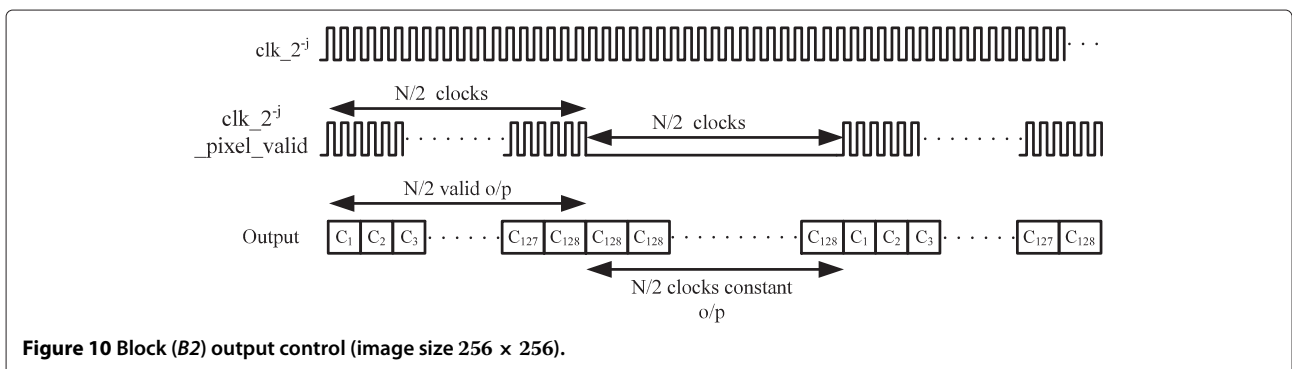 clk_2⁻ʲ
N/2 clocks
clk_2⁻ʲ
_pixel_valid
N/2 clocks
N/2 valid o/p
Output
C₁ C₂ C₃ · · · · · · C₁₂₇ C₁₂₈ C₁₂₈ C₁₂₈ · · · · · · · · · · C₁₂₈ C₁ C₂ C₃ · · · · · · C₁₂₇ C₁₂₈
N/2 clocks constant
o/p
Figure 10 Block (B2) output control (image size 256 × 256).